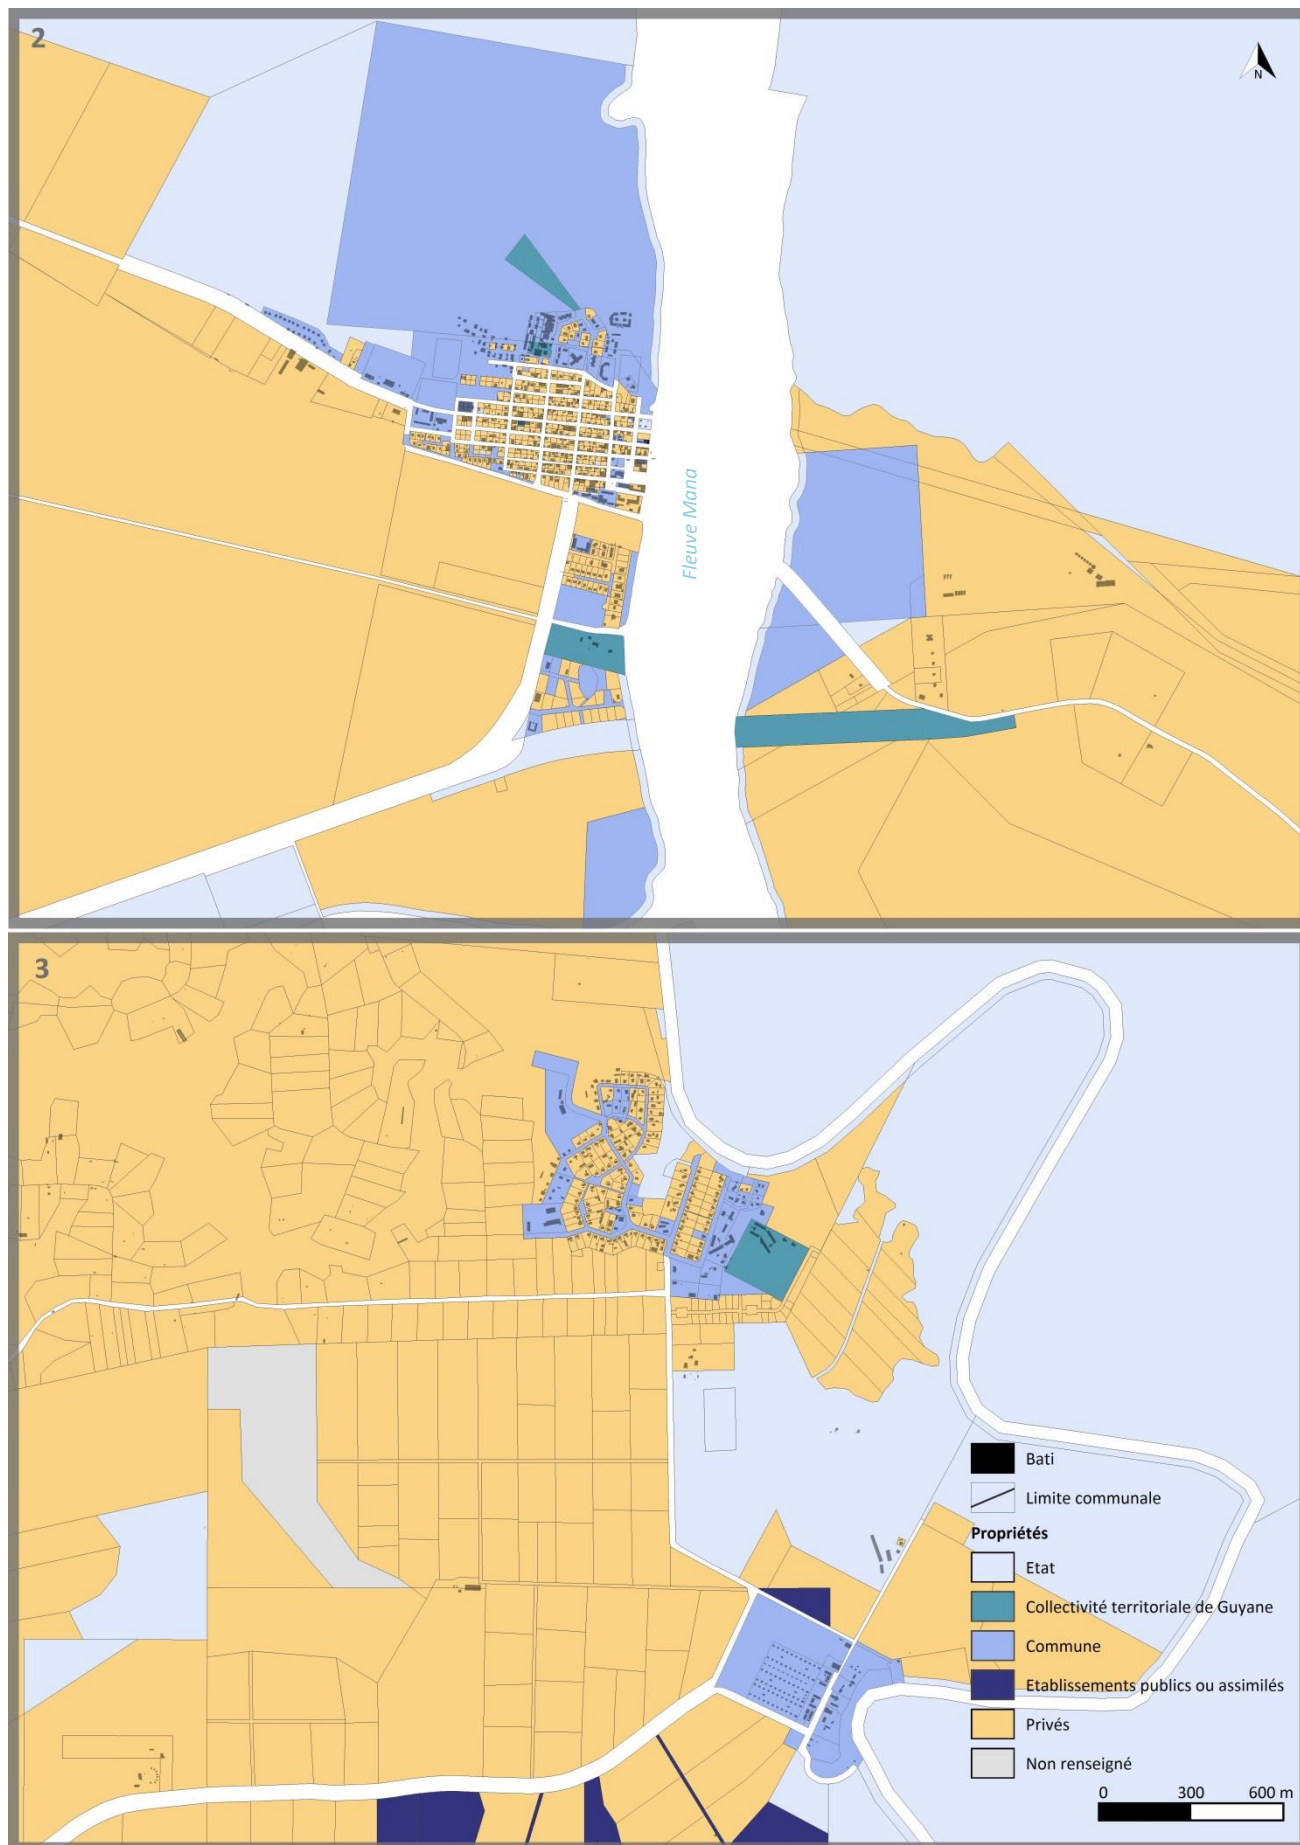 2
N
Fleuve Mana
3
Bati
Limite communale
Propriétés
Etat
Collectivité territoriale de Guyane
Commune
Etablissements publics ou assimilés
Privés
Non renseigné
0 300 600 m